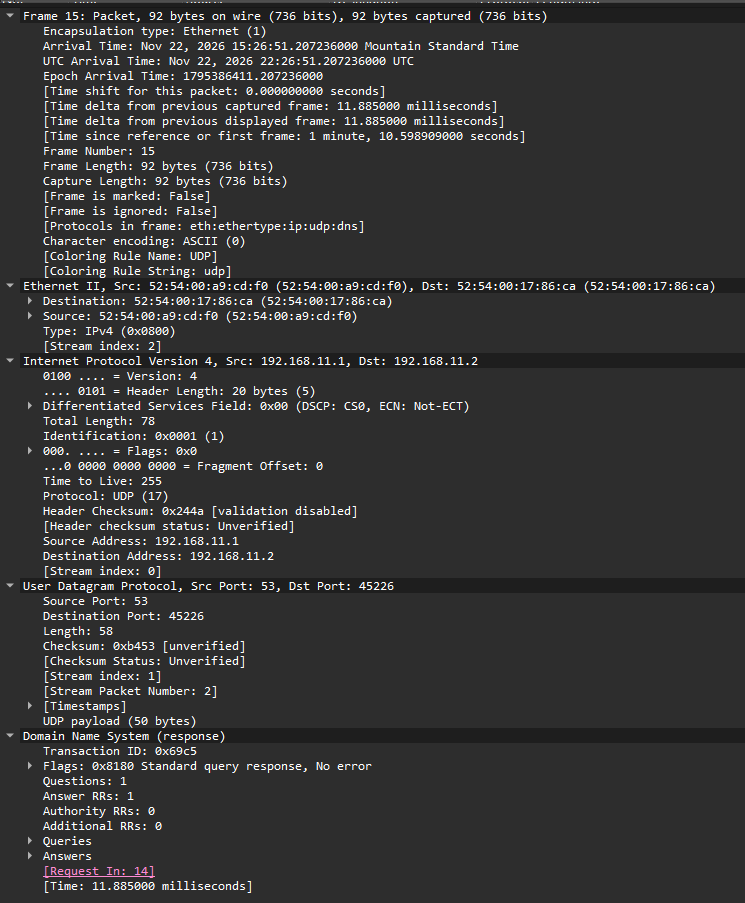 Frame 15: Packet, 92 bytes on wire (736 bits), 92 bytes captured (736 bits)
Encapsulation type: Ethernet (1)
Arrival Time: Nov 22, 2026 15:26:51.207236000 Mountain Standard Time
UTC Arrival Time: Nov 22, 2026 22:26:51.207236000 UTC
Epoch Arrival Time: 1795386411.207236000
[Time shift for this packet: 0.000000000 seconds]
[Time delta from previous captured frame: 11.885000 milliseconds]
[Time delta from previous displayed frame: 11.885000 milliseconds]
[Time since reference or first frame: 1 minute, 10.598909000 seconds]
Frame Number: 15
Frame Length: 92 bytes (736 bits)
Capture Length: 92 bytes (736 bits)
[Frame is marked: False]
[Frame is ignored: False]
[Protocols in frame: eth:ethertype:ip:udp:dns]
Character encoding: ASCII (0)
[Coloring Rule Name: UDP]
[Coloring Rule String: udp]
Ethernet II, Src: 52:54:00:a9:cd:f0 (52:54:00:a9:cd:f0), Dst: 52:54:00:17:86:ca (52:54:00:17:86:ca)
Destination: 52:54:00:17:86:ca (52:54:00:17:86:ca)
Source: 52:54:00:a9:cd:f0 (52:54:00:a9:cd:f0)
Type: IPv4 (0x0800)
[Stream index: 2]
Internet Protocol Version 4, Src: 192.168.11.1, Dst: 192.168.11.2
0100 .... = Version: 4
.... 0101 = Header Length: 20 bytes (5)
Differentiated Services Field: 0x00 (DSCP: CS0, ECN: Not-ECT)
Total Length: 78
Identification: 0x0001 (1)
000. .... = Flags: 0x0
...0 0000 0000 0000 = Fragment Offset: 0
Time to Live: 255
Protocol: UDP (17)
Header Checksum: 0x244a [validation disabled]
[Header checksum status: Unverified]
Source Address: 192.168.11.1
Destination Address: 192.168.11.2
[Stream index: 0]
User Datagram Protocol, Src Port: 53, Dst Port: 45226
Source Port: 53
Destination Port: 45226
Length: 58
Checksum: 0xb453 [unverified]
[Checksum Status: Unverified]
[Stream index: 1]
[Stream Packet Number: 2]
[Timestamps]
UDP payload (50 bytes)
Domain Name System (response)
Transaction ID: 0x69c5
Flags: 0x8180 Standard query response, No error
Questions: 1
Answer RRs: 1
Authority RRs: 0
Additional RRs: 0
Queries
Answers
[Request In: 14]
[Time: 11.885000 milliseconds]